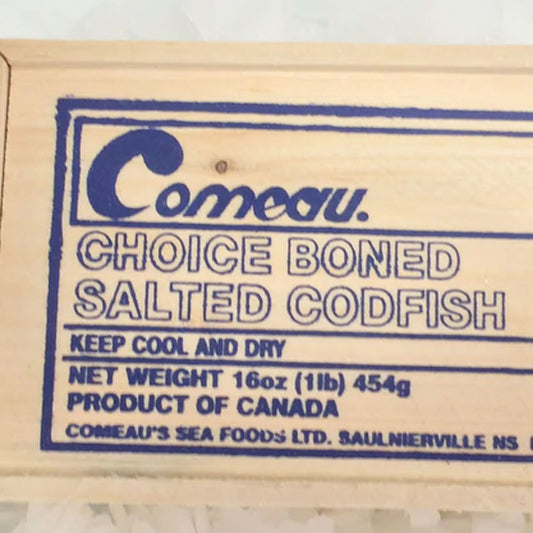 Comeau.
CHOICE BONED
SALTED CODFISH
KEEP COOL AND DRY
NET WEIGHT 16oz (1lb) 454g
PRODUCT OF CANADA
COMEAU'S SEA FOODS LTD. SAULNIERVILLE NS